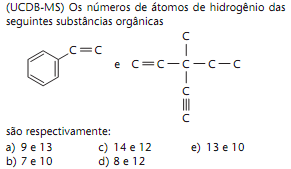 (UCDB-MS) Os números de átomos de hidrogênio das
seguintes substâncias orgânicas
C
C=C
e C=C-C-C-C
C
C
são respectivamente:
a) 9 e 13 c) 14 e 12 e) 13 e 10
b) 7 e 10 d) 8 e 12